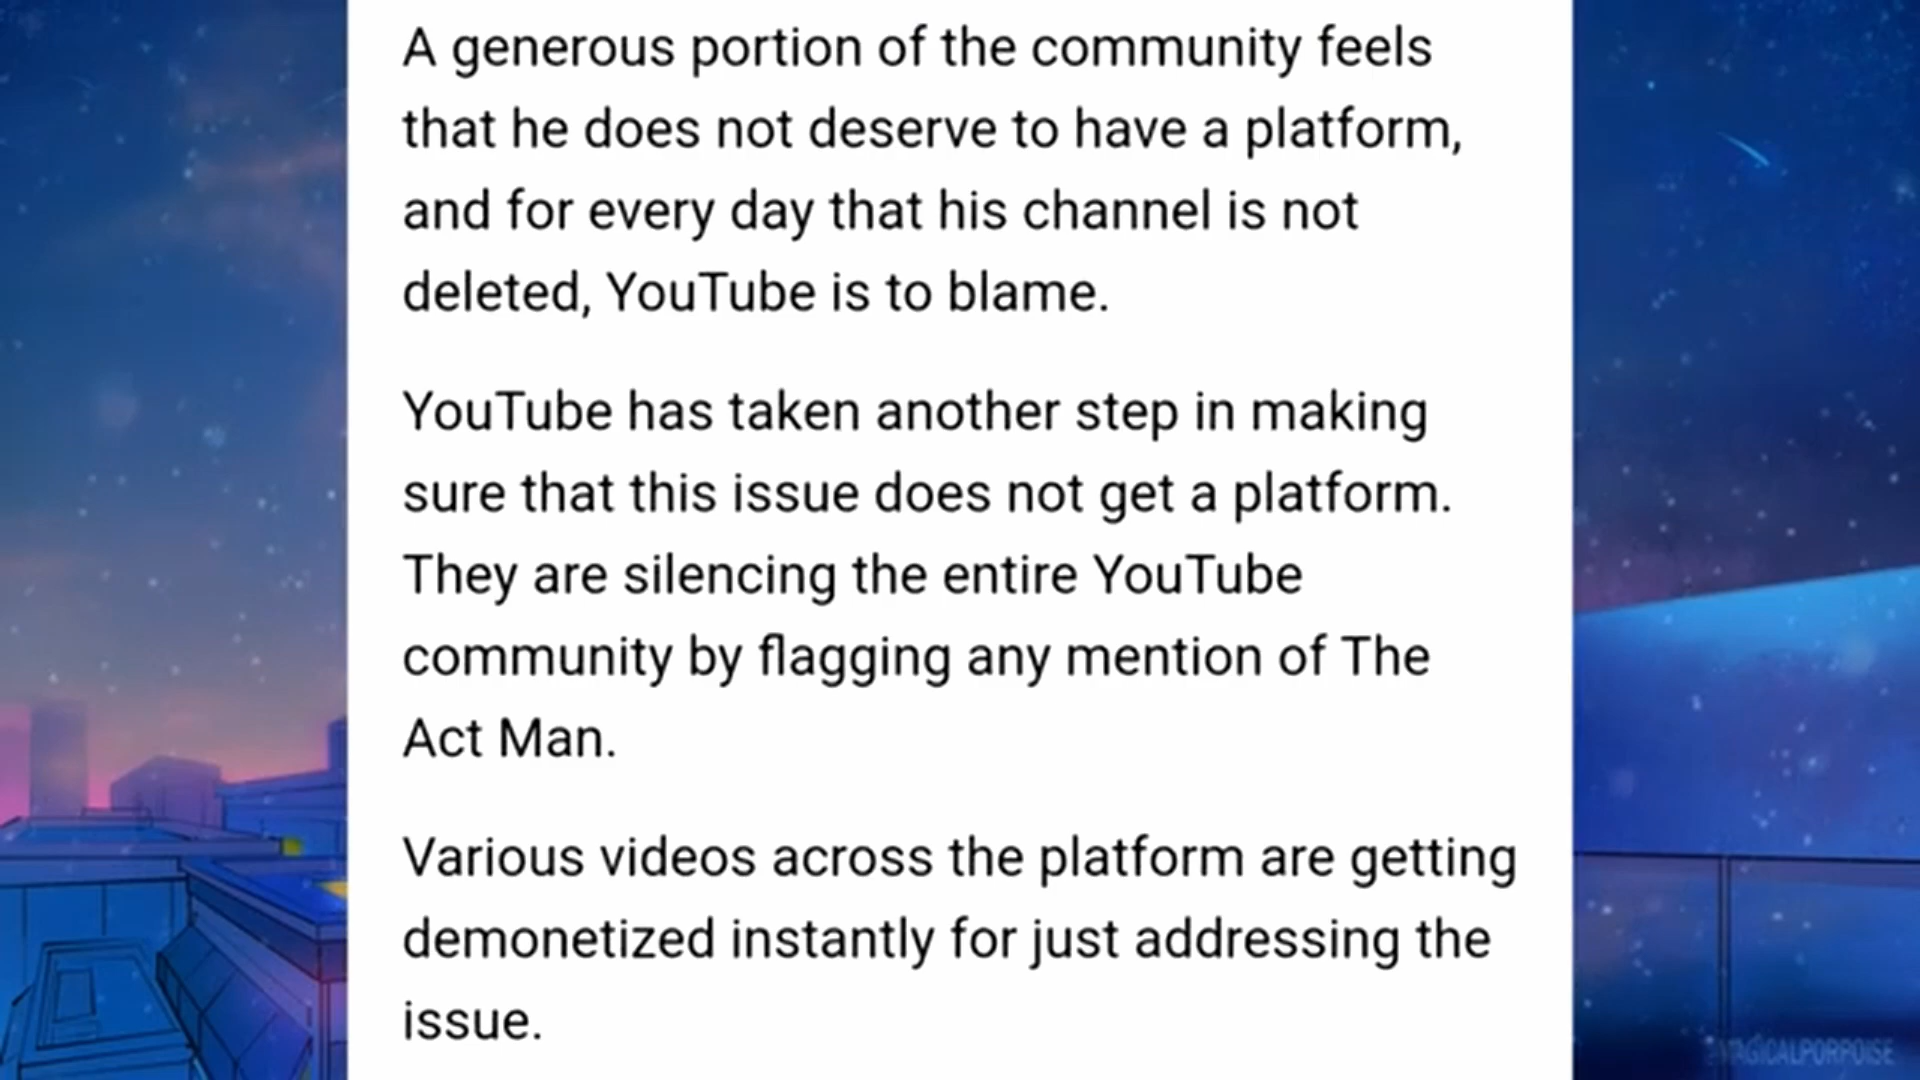 A generous portion of the community feels
that he does not deserve to have a platform,
and for every day that his channel is not
deleted, YouTube is to blame.
YouTube has taken another step in making
sure that this issue does not get a platform.
They are silencing the entire YouTube
community by flagging any mention of The
Act Man.
Various videos across the platform are getting
demonetized instantly for just addressing the
issue.
MAGICALPORPOISE